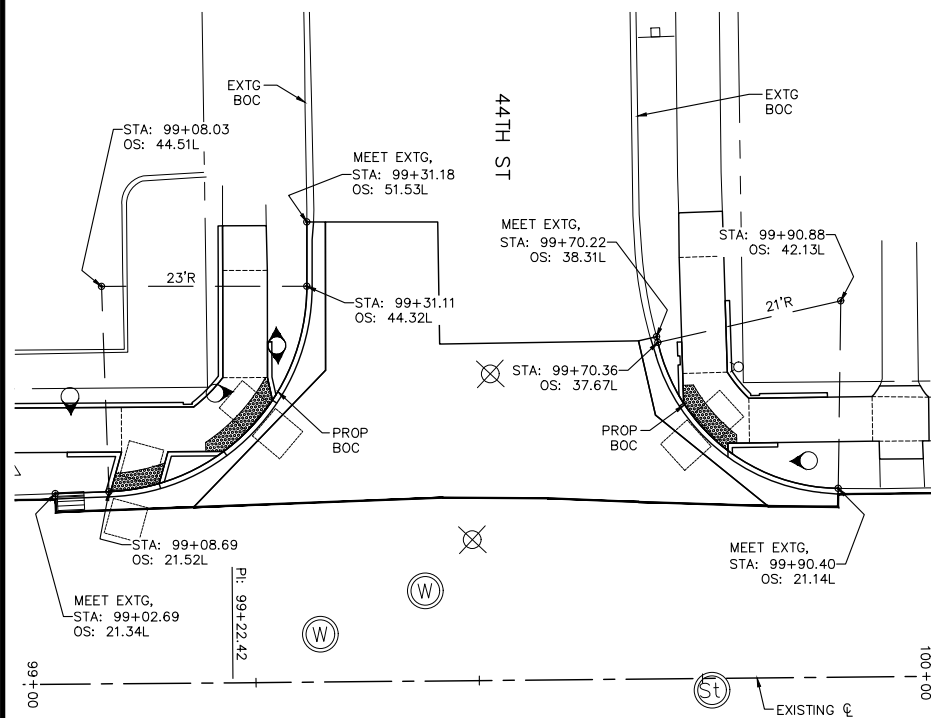 EXTG
BOC
STA: 99+08.03
OS: 44.51L
MEET EXTG,
STA: 99+31.18
OS: 51.53L
44TH ST
EXTG
BOC
MEET EXTG,
STA: 99+70.22
OS: 38.31L
STA: 99+90.88
OS: 42.13L
23'R
21'R
STA: 99+31.11
OS: 44.32L
STA: 99+70.36
OS: 37.67L
PROP
BOC
PROP
BOC
STA: 99+08.69
OS: 21.52L
MEET EXTG,
STA: 99+90.40
OS: 21.14L
MEET EXTG,
STA: 99+02.69
OS: 21.34L
PI: 99+22.42
W
W
St
99+00
100+00
EXISTING ℄